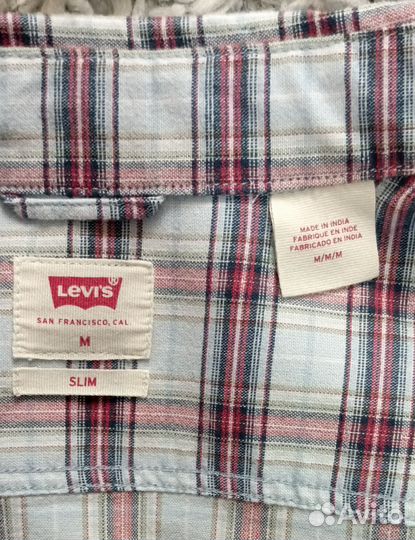 MADE IN INDIA
FABRIQUE EN INDE
FABRICADO EN INDIA
M/M/M
LEVI'S®
SAN FRANCISCO, CAL.
M
SLIM
Avito